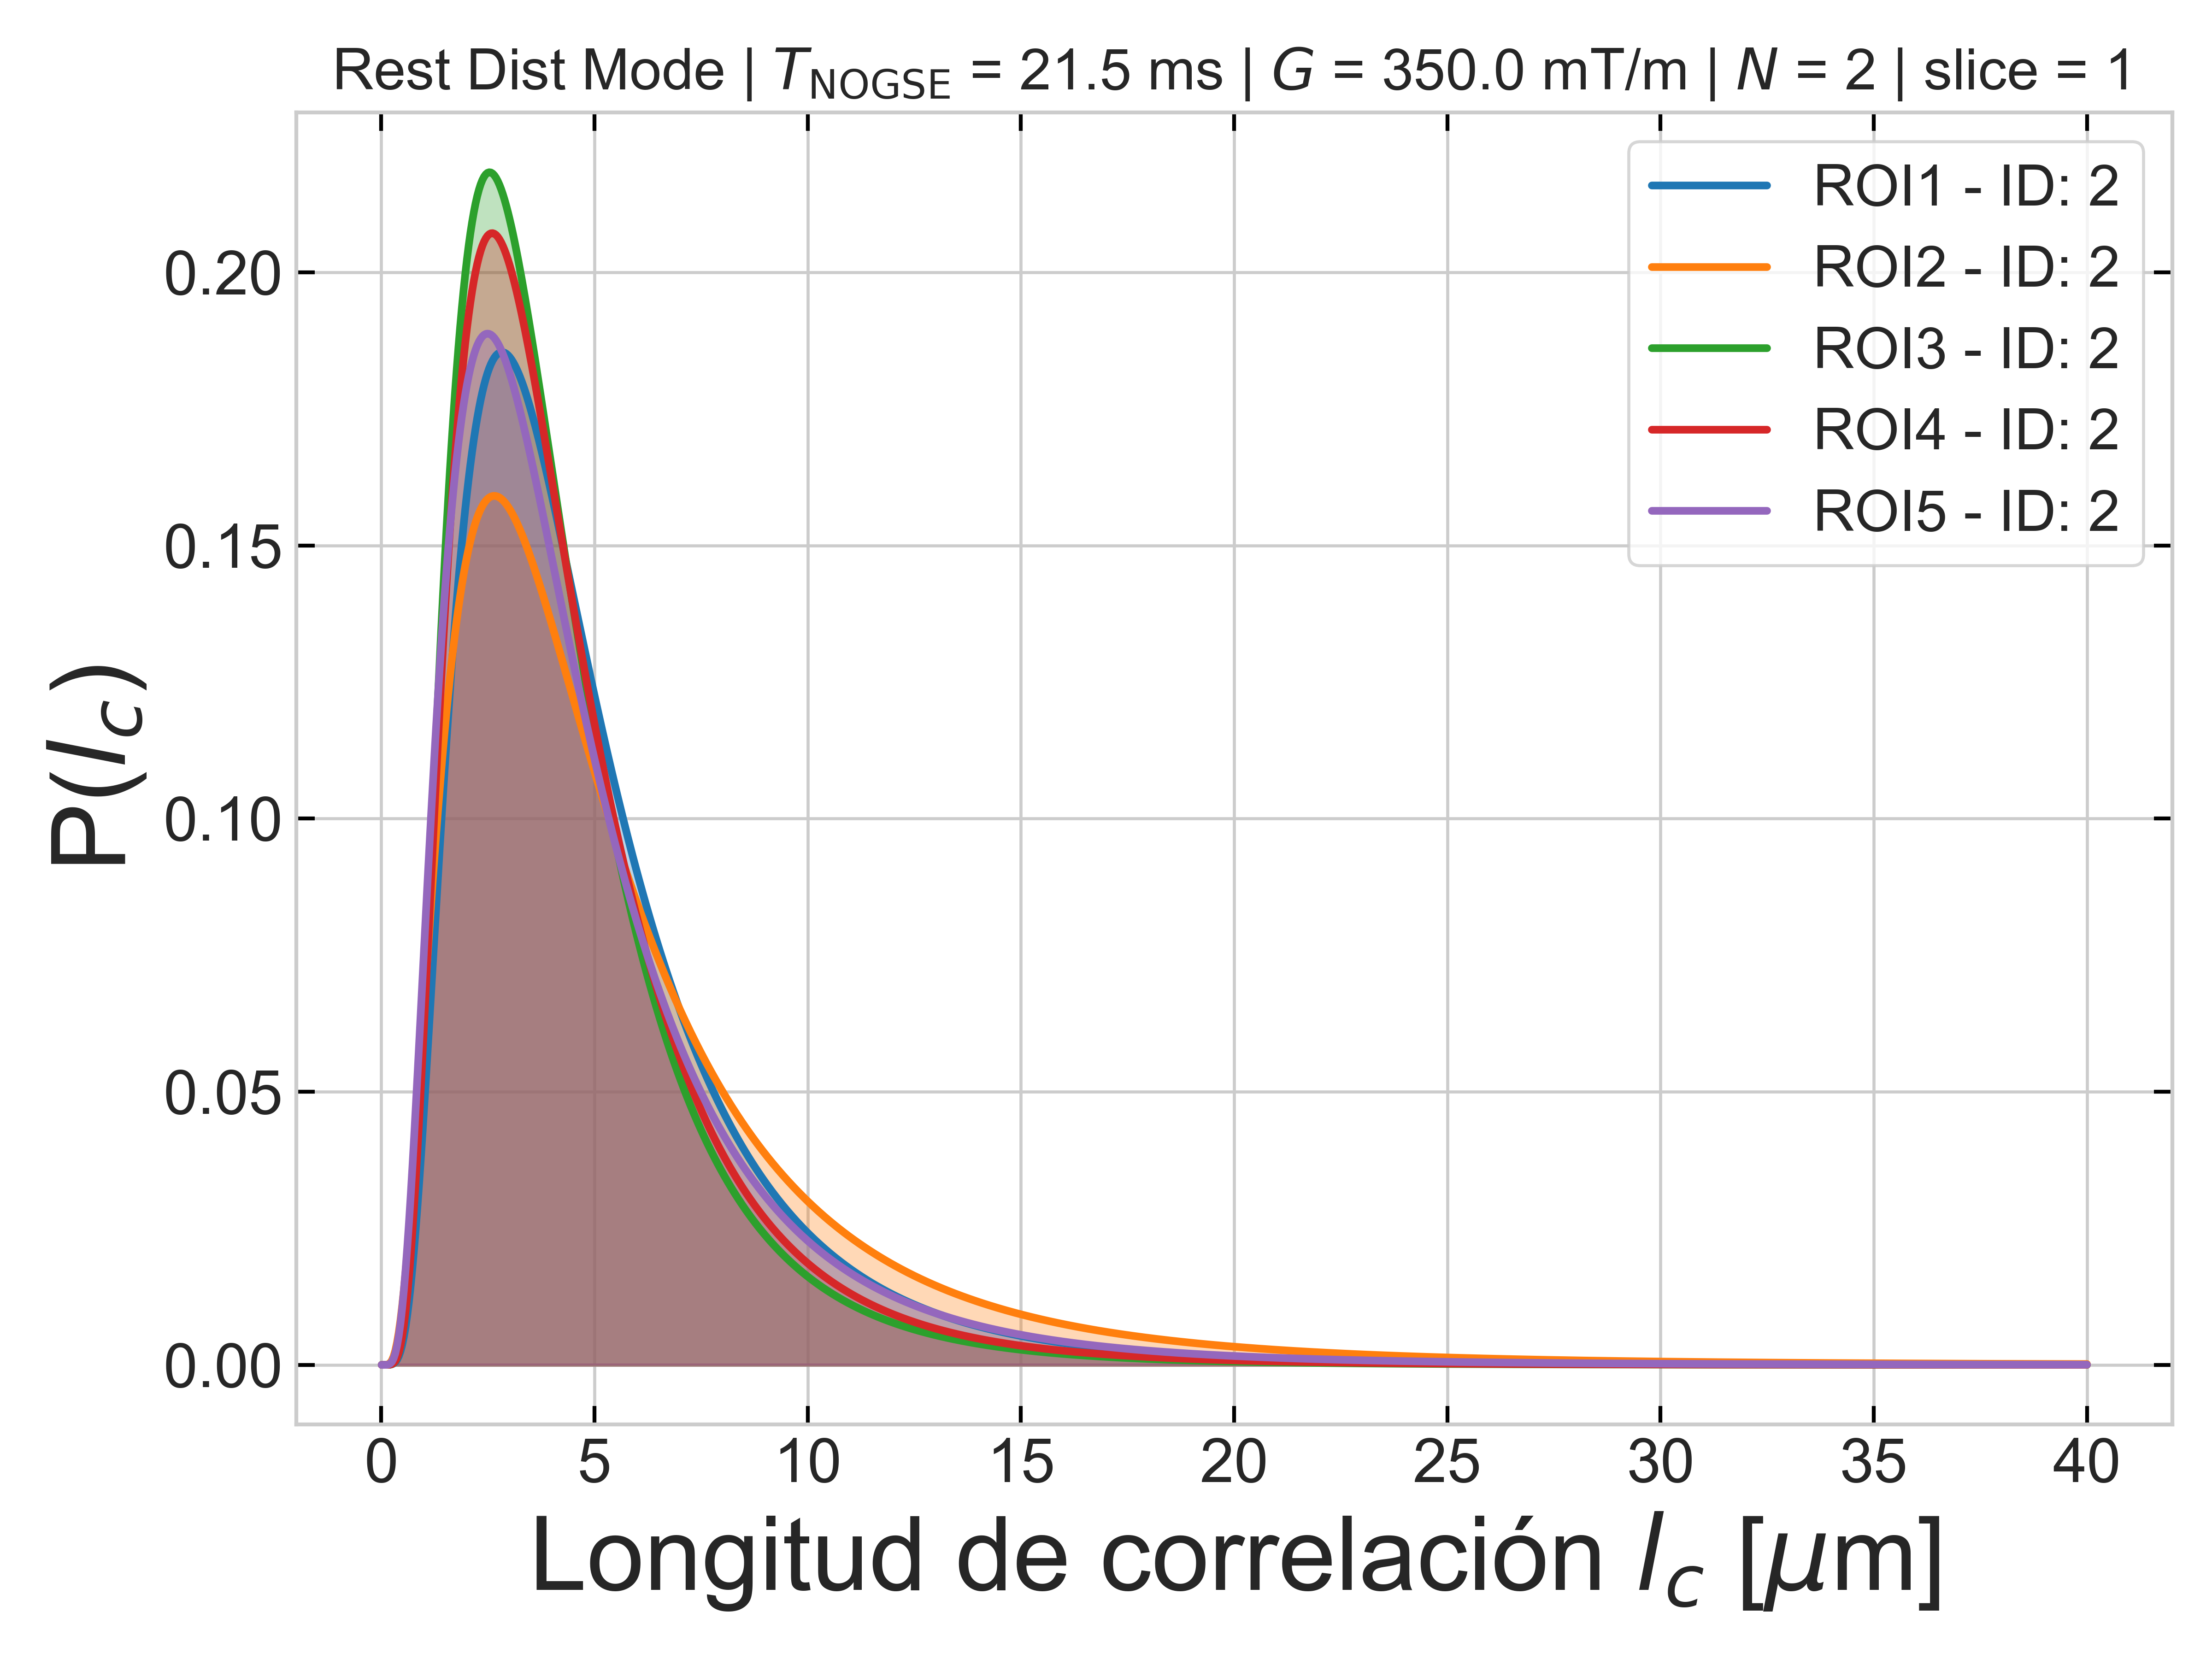 Rest Dist Mode | T_NOGSE = 21.5 ms | G = 350.0 mT/m | N = 2 | slice = 1
ROI1 - ID: 2
ROI2 - ID: 2
ROI3 - ID: 2
ROI4 - ID: 2
ROI5 - ID: 2
P(l_c)
0.20
0.15
0.10
0.05
0.00
0 5 10 15 20 25 30 35 40
Longitud de correlación l_c [μm]